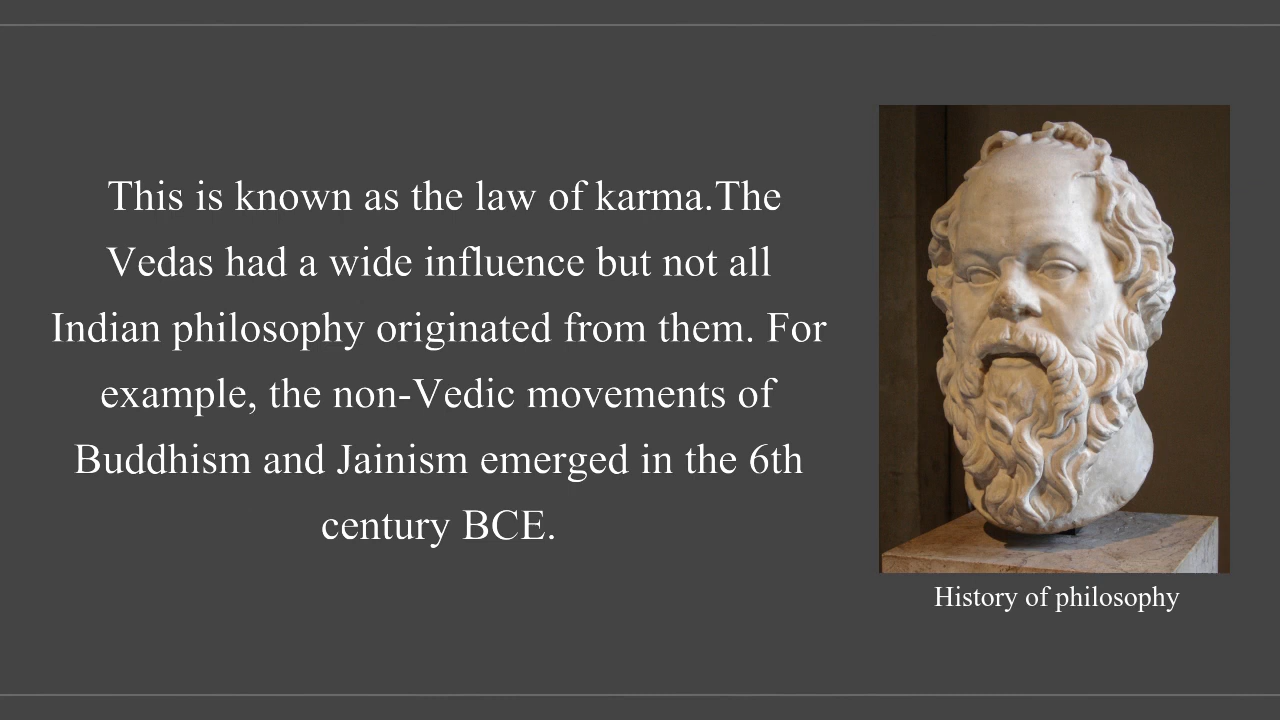 This is known as the law of karma.The
Vedas had a wide influence but not all
Indian philosophy originated from them. For
example, the non-Vedic movements of
Buddhism and Jainism emerged in the 6th
century BCE.
History of philosophy